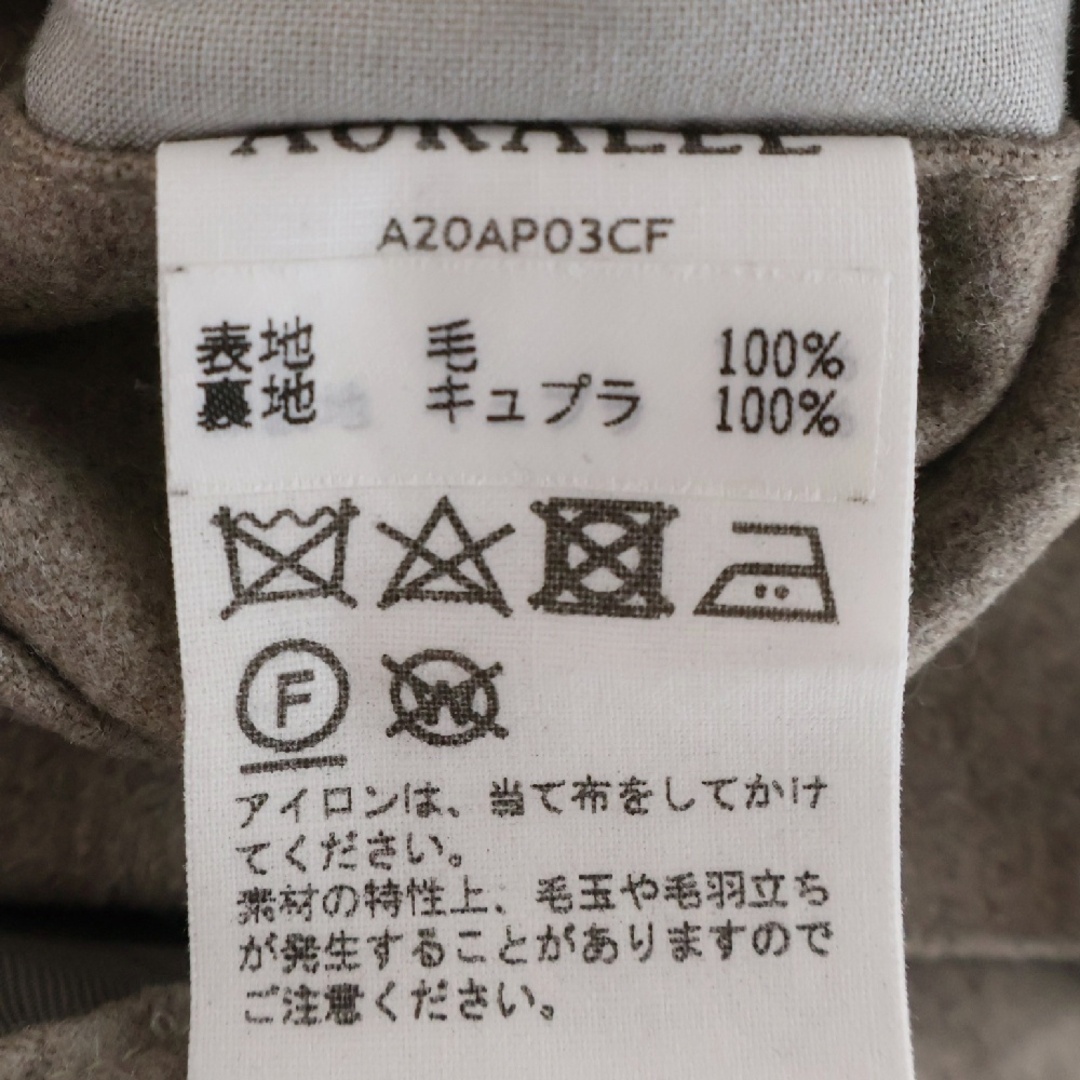 AURALEE
A20AP03CF
表地 毛 100%
裏地 キュプラ 100%
F
W
アイロンは、当て布をしてかけ
てください。
素材の特性上、毛玉や毛羽立ち
が発生することがありますので
ご注意ください。